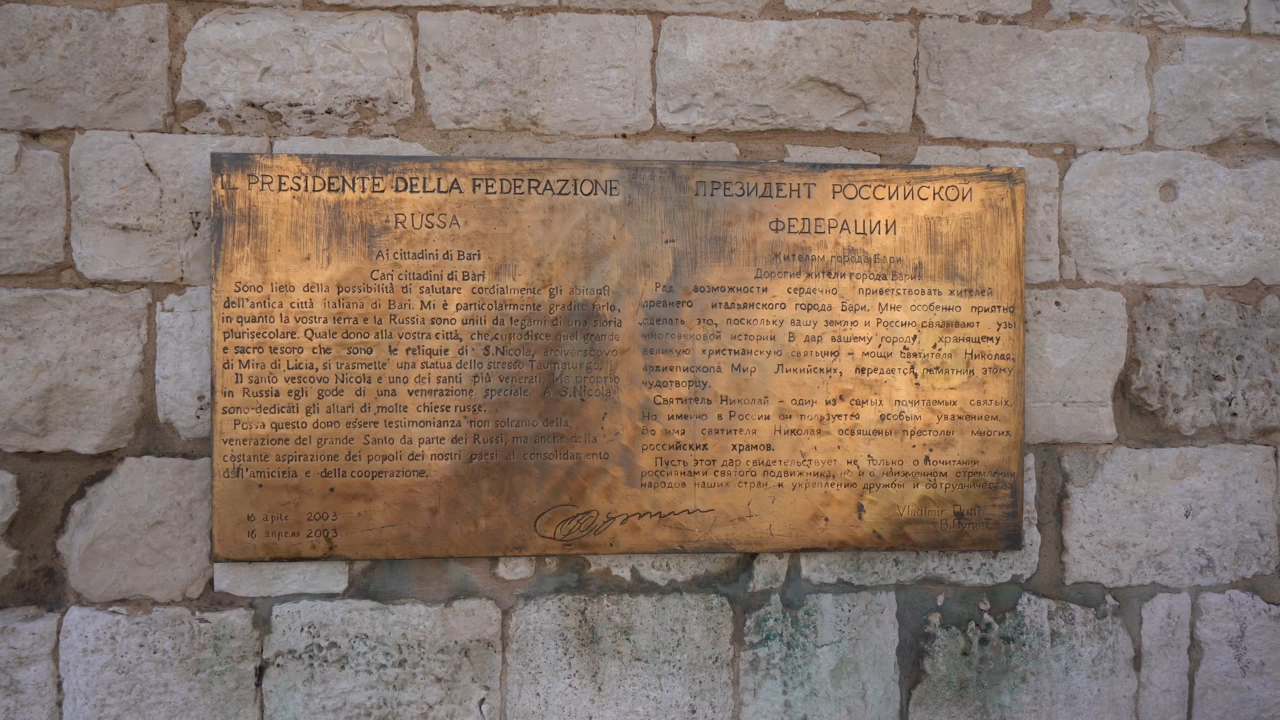 IL PRESIDENTE DELLA FEDERAZIONE
RUSSA
Ai cittadini di Bari
Cari cittadini di Bari
Sono lieto della possibilità di salutare cordialmente gli abitanti
dell'antica città italiana di Bari. Mi è particolarmente gradito farlo,
in quanto la vostra terra e la Russia sono uniti da legami di una storia
plurisecolare. Quale dono alla vostra città, che custodisce quel grande
e sacro tesoro che sono le reliquie di S.Nicola, arcivescovo
di Mira di Licia, si trasmette una statua dello stesso Taumaturgo.
Il santo vescovo Nicola e uno dei santi più venerati. Ma proprio
in Russia egli gode di una venerazione speciale. A S.Nicola
sono dedicati gli altari di molte chiese russe.
Possa questo dono essere testimonianza non soltanto della
venerazione del grande Santo da parte dei Russi, ma anche della
costante aspirazione dei popoli dei nostri paesi al consolidamento
dell'amicizia e della cooperazione.
16 aprile 2003
16 апреля 2003
ПРЕЗИДЕНТ РОССИЙСКОЙ
ФЕДЕРАЦИИ
Жителям города Бари
Дорогие жители города Бари,
Рад возможности сердечно приветствовать жителей
древнего итальянского города Бари. Мне особенно приятно
сделать это, поскольку вашу землю и Россию связывают узы
многовековой истории. В дар вашему городу, хранящему
великую христианскую святыню – мощи святителя Николая,
архиепископа Мир Ликийских, передается памятник этому
чудотворцу.
Святитель Николай – один из самых почитаемых святых.
Но именно в России он пользуется особым уважением.
Во имя святителя Николая освящены престолы многих
российских храмов.
Пусть этот дар свидетельствует не только о почитании
россиянами святого подвижника, но и о неизменном стремлении
народов наших стран к укреплению дружбы и сотрудничества
Vladimir Putin
В.Путин